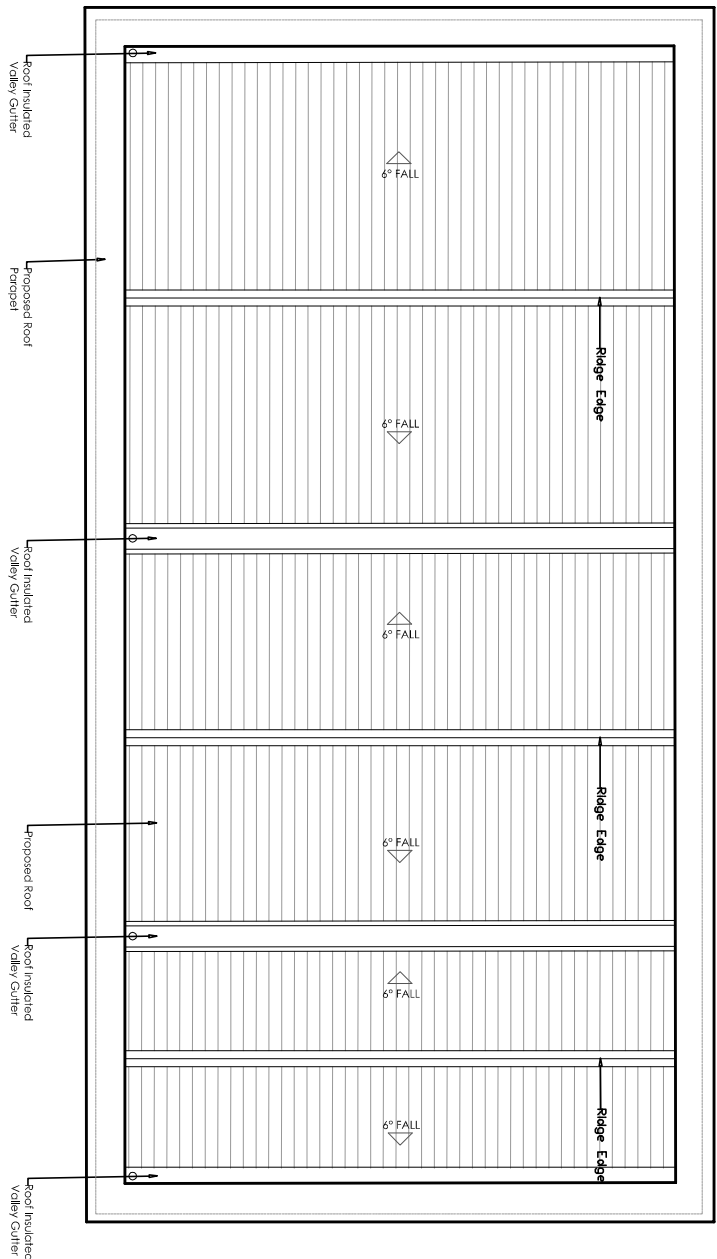 Roof Insulated
Valley Gutter
6° FALL
Proposed Roof
Parapet
Ridge Edge
6° FALL
Roof Insulated
Valley Gutter
6° FALL
Ridge Edge
6° FALL
Proposed Roof
Roof Insulated
Valley Gutter
6° FALL
Ridge Edge
6° FALL
Roof Insulated
Valley Gutter